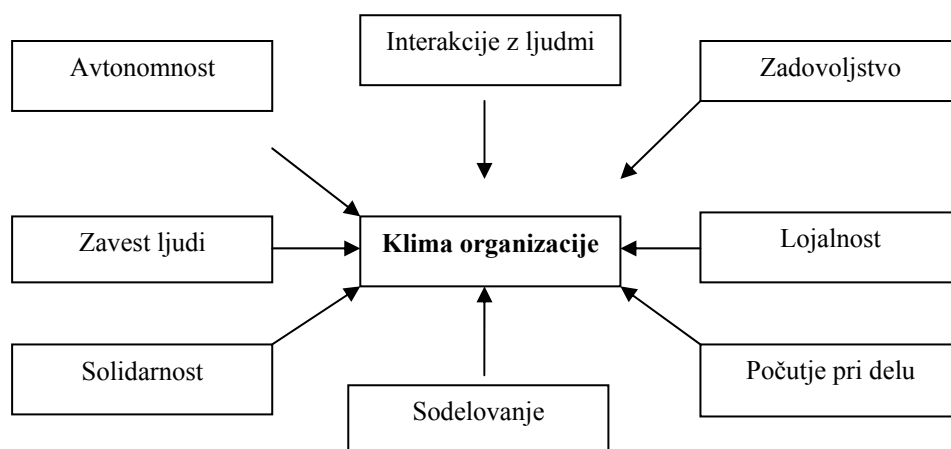 Interakcije z ljudmi
Avtonomnost
Zadovoljstvo
Zavest ljudi
Klima organizacije
Lojalnost
Solidarnost
Sodelovanje
Počutje pri delu